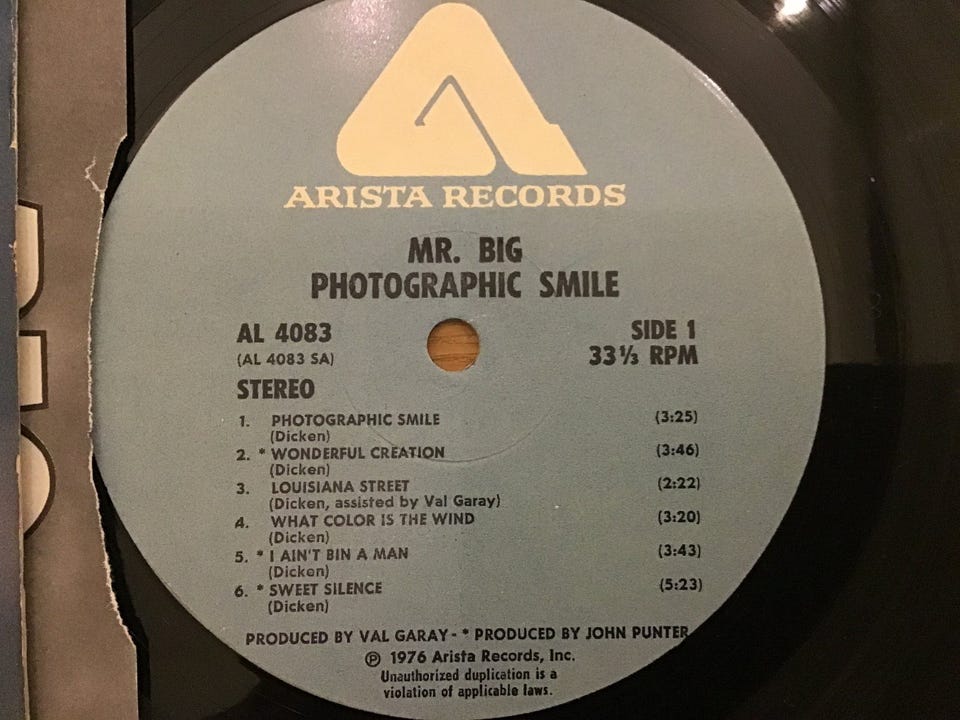 ARISTA RECORDS
MR. BIG
PHOTOGRAPHIC SMILE
AL 4083 SIDE 1
(AL 4083 SA) 33⅓ RPM
STEREO
1. PHOTOGRAPHIC SMILE (3:25)
(Dicken)
2. * WONDERFUL CREATION (3:46)
(Dicken)
3. LOUISIANA STREET (2:22)
(Dicken, assisted by Val Garay)
4. WHAT COLOR IS THE WIND (3:20)
(Dicken)
5. * I AIN'T BIN A MAN (3:43)
(Dicken)
6. * SWEET SILENCE (5:23)
(Dicken)
PRODUCED BY VAL GARAY - * PRODUCED BY JOHN PUNTER
Ⓟ 1976 Arista Records, Inc.
Unauthorized duplication is a
violation of applicable laws.